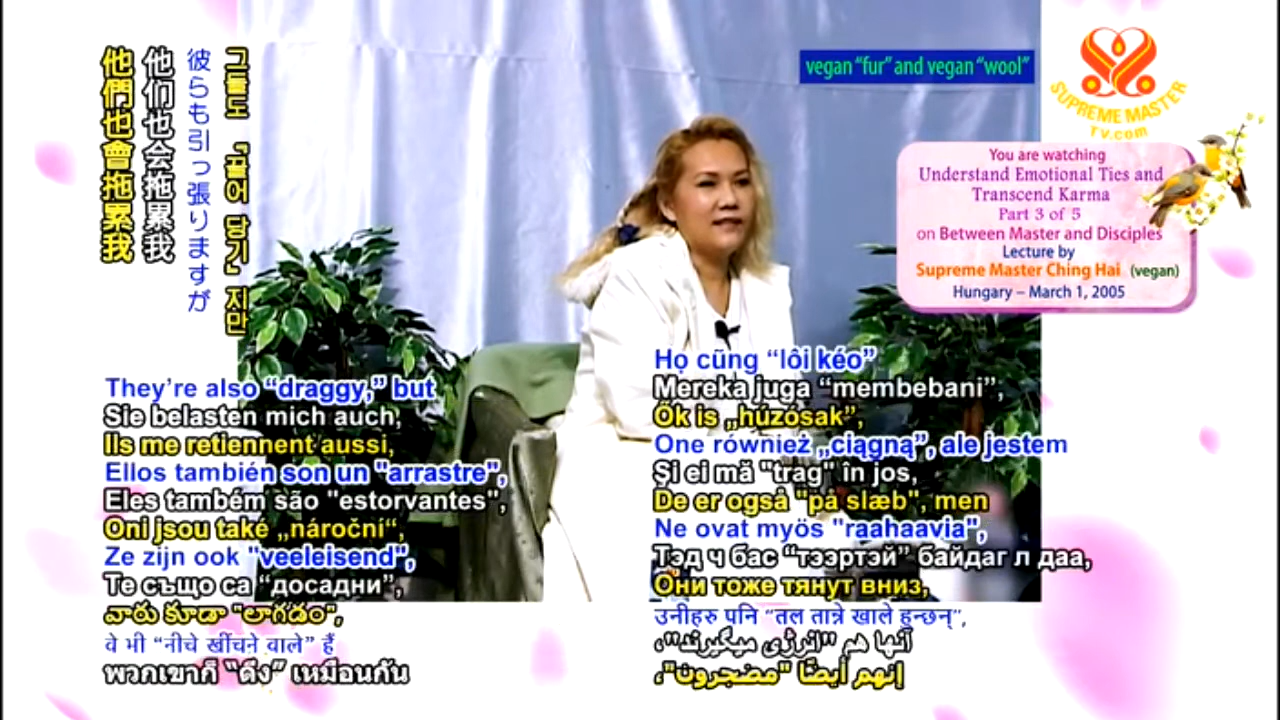 vegan “fur” and vegan “wool”
SUPREME MASTER
TV.com
You are watching
Understand Emotional Ties and
Transcend Karma
Part 3 of 5
on Between Master and Disciples
Lecture by
Supreme Master Ching Hai (vegan)
Hungary – March 1, 2005
그들도 「끌어 당기」지만
彼らも引っ張りますが
他们也会拖累我
他們也會拖累我
They’re also “draggy,” but
Sie belasten mich auch,
Ils me retiennent aussi,
Ellos también son un "arrastre",
Eles também são "estorvantes",
Oni jsou také „nároční“,
Ze zijn ook "veeleisend",
Те също са “досадни”,
వారు కూడా "లాగడం",
वे भी “नीचे खींचने वाले” हैं
พวกเขาก็ “ดึง” เหมือนกัน
Họ cũng “lôi kéo”
Mereka juga “membebani”,
Ők is „húzósak”,
One również „ciągną”, ale jestem
Şi ei mă "trag" în jos,
De er også "på slæb", men
Ne ovat myös "raahaavia",
Тэд ч бас “тээртэй” байдаг л даа,
Они тоже тянут вниз,
उनीहरु पनि “तल तान्ने खाले हुन्छन्”,
آنها هم "انرژی میگیرند"،
إنهم أيضًا "مضجرون"،